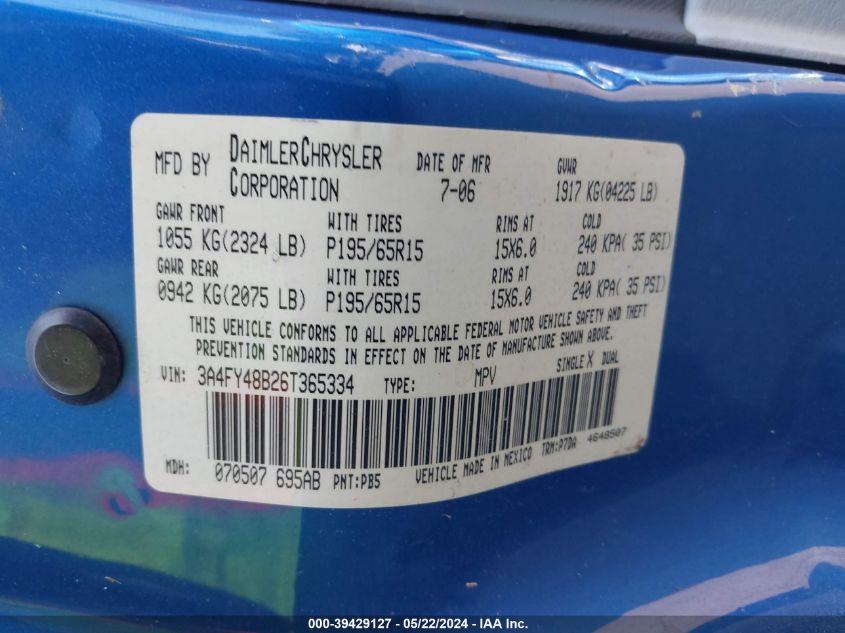 MFD BY DAIMLERCHRYSLER CORPORATION DATE OF MFR 7-06 GVWR 1917 KG(04225 LB)
GAWR FRONT WITH TIRES RIMS AT COLD
1055 KG(2324 LB) P195/65R15 15X6.0 240 KPA( 35 PSI)
GAWR REAR WITH TIRES RIMS AT COLD
0942 KG(2075 LB) P195/65R15 15X6.0 240 KPA( 35 PSI)
THIS VEHICLE CONFORMS TO ALL APPLICABLE FEDERAL MOTOR VEHICLE SAFETY AND THEFT
PREVENTION STANDARDS IN EFFECT ON THE DATE OF MANUFACTURE SHOWN ABOVE.
VIN: 3A4FY48B26T365334 TYPE: MPV SINGLE X DUAL
MDH: 070507 695AB PNT:PB5 VEHICLE MADE IN MEXICO TRM:P7DA 4648507
000-39429127 - 05/22/2024 - IAA Inc.